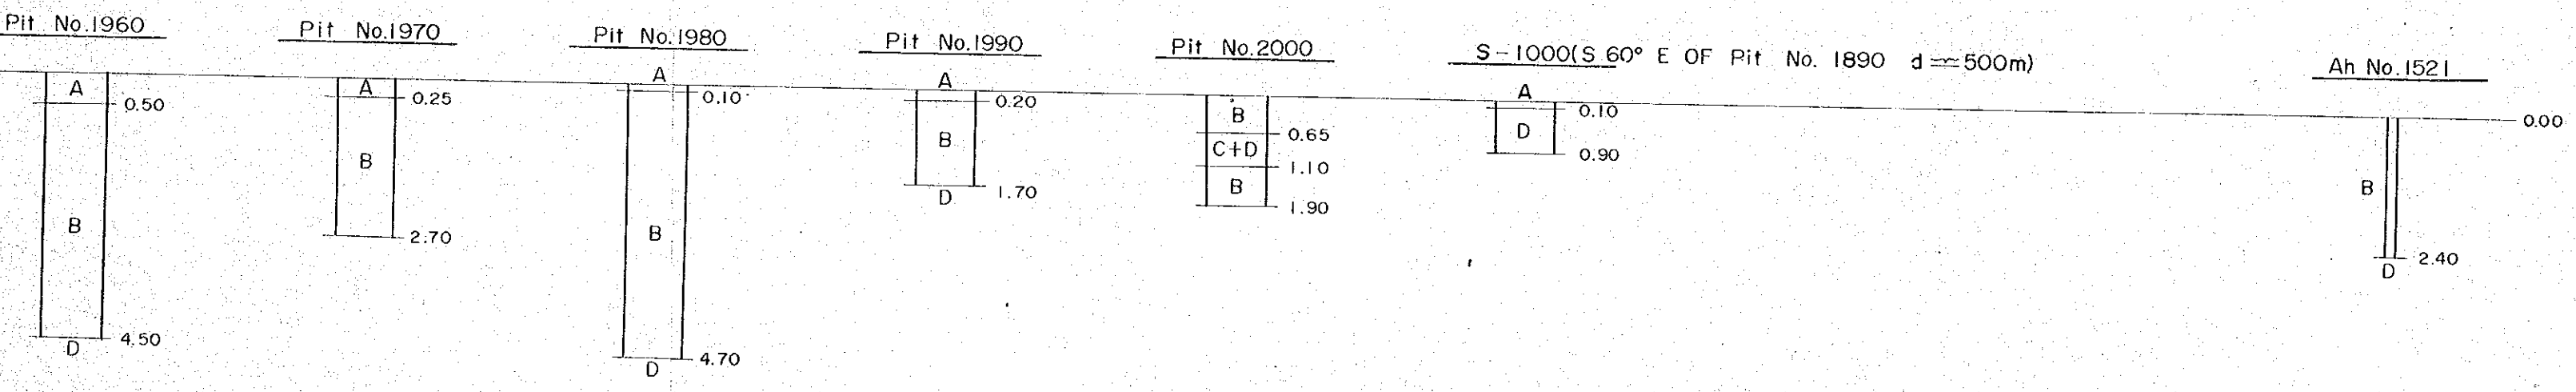 Pit No.1960
A
0.50
B
4.50
D
Pit No.1970
A
0.25
B
2.70
Pit No.1980
A
0.10
B
4.70
D
Pit No.1990
A
0.20
B
1.70
D
Pit No.2000
B
0.65
C+D
1.10
B
1.90
S-1000(S 60° E OF Pit No. 1890 d≃500m)
A
0.10
D
0.90
Ah No.1521
0.00
B
2.40
D